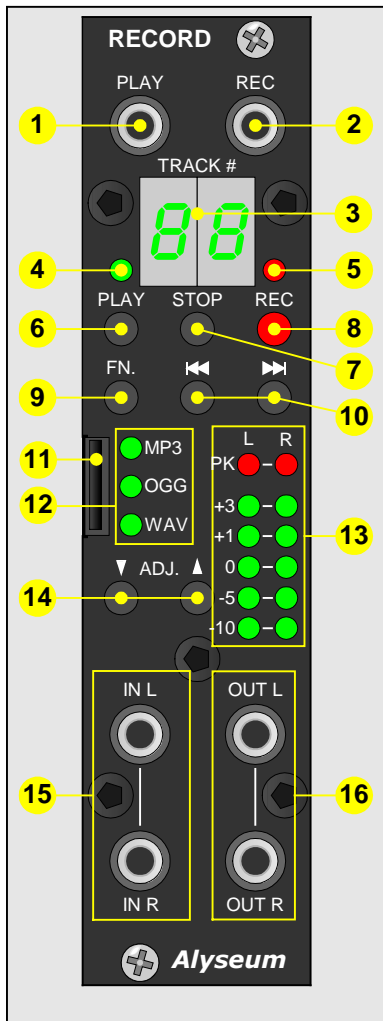 RECORD
PLAY REC
1 2
TRACK #
88 3
4 5
PLAY STOP REC
6 8
7
FN.
9 10
L R
11 MP3 PK
12 OGG +3
WAV +1 13
ADJ. 0
14 -5
-10
IN L OUT L
15 16
IN R OUT R
Alyseum